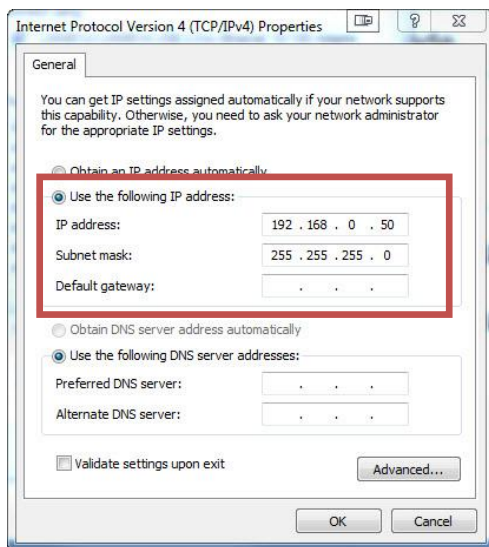 Internet Protocol Version 4 (TCP/IPv4) Properties
General
You can get IP settings assigned automatically if your network supports
this capability. Otherwise, you need to ask your network administrator
for the appropriate IP settings.
Obtain an IP address automatically
Use the following IP address:
IP address: 192 . 168 . 0 . 50
Subnet mask: 255 . 255 . 255 . 0
Default gateway: . . .
Obtain DNS server address automatically
Use the following DNS server addresses:
Preferred DNS server: . . .
Alternate DNS server: . . .
Validate settings upon exit
Advanced...
OK Cancel